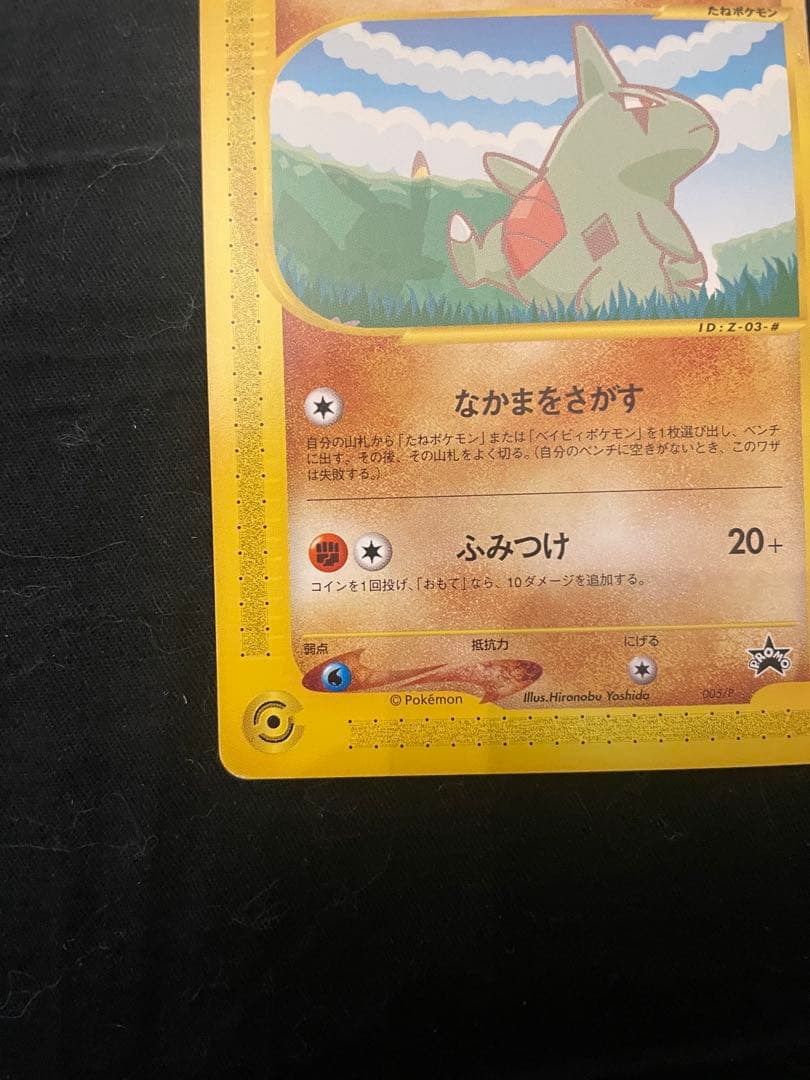 たねポケモン
ID:Z-03-#
なかまをさがす
自分の山札から「たねポケモン」または「ベイビィポケモン」を1枚選び出し、ベンチ
に出す。その後、その山札をよく切る。(自分のベンチに空きがないとき、このワザ
は失敗する。)
ふみつけ 20+
コインを1回投げ、「おもて」なら、10ダメージを追加する。
弱点 抵抗力 にげる
PROMO
© Pokémon Illus.Hironobu Yoshida 005/P